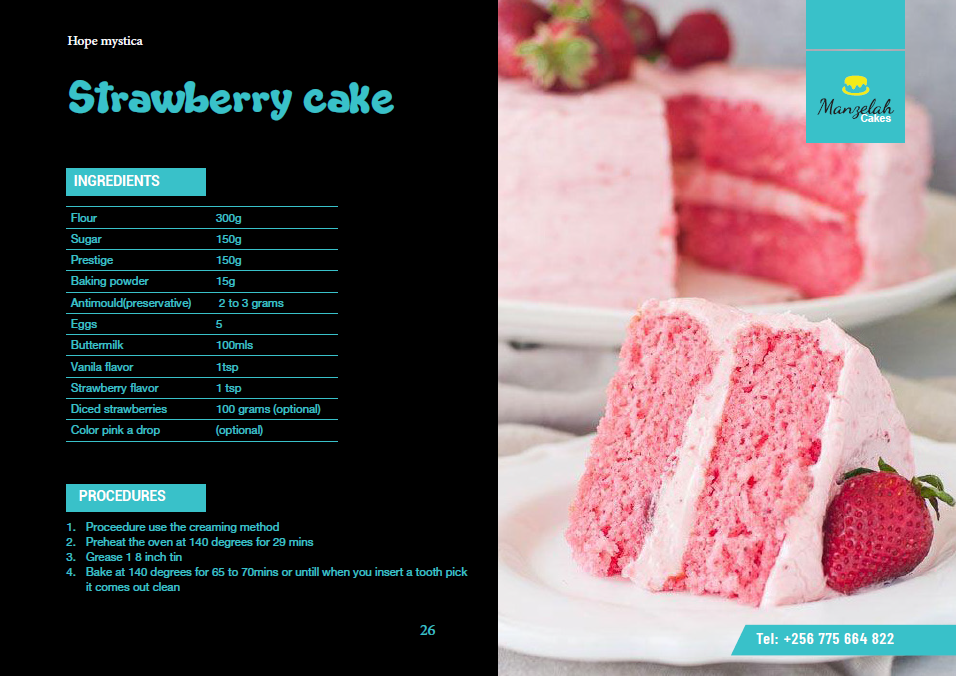 Hope mystica
Strawberry cake
INGREDIENTS
Flour 300g
Sugar 150g
Prestige 150g
Baking powder 15g
Antimould(preservative) 2 to 3 grams
Eggs 5
Buttermilk 100mls
Vanila flavor 1tsp
Strawberry flavor 1 tsp
Diced strawberries 100 grams (optional)
Color pink a drop (optional)
PROCEDURES
1. Proceedure use the creaming method
2. Preheat the oven at 140 degrees for 29 mins
3. Grease 1 8 inch tin
4. Bake at 140 degrees for 65 to 70mins or untill when you insert a tooth pick
it comes out clean
26
Manzelah
Cakes
Tel: +256 775 664 822